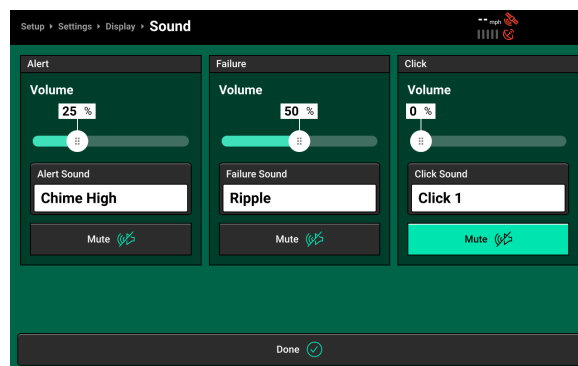 Setup › Settings › Display › Sound
-- mph
Alert
Volume
25 %
Alert Sound
Chime High
Mute
Failure
Volume
50 %
Failure Sound
Ripple
Mute
Click
Volume
0 %
Click Sound
Click 1
Mute
Done